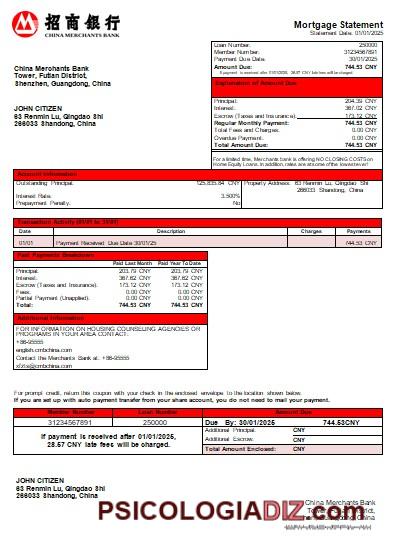 招商银行
CHINA MERCHANTS BANK
Mortgage Statement
Statement Date: 01/01/2025
Loan Number: 250000
Member Number: 31234567891
Payment Due Date: 30/01/2025
Amount Due: 744.53 CNY
If payment is received after 01/01/2025, 28.57 CNY late fees will be charged.
China Merchants Bank
Tower, Futian District,
Shenzhen, Guangdong, China
Explanation of Amount Due
Principal: 204.39 CNY
Interest: 367.02 CNY
Escrow (Taxes and Insurance): 173.12 CNY
Regular Monthly Payment: 744.53 CNY
Total Fees and Charges: 0.00 CNY
Overdue Payment: 0.00 CNY
Total Amount Due: 744.53 CNY
JOHN CITIZEN
63 Renmin Lu, Qingdao Shi
266033 Shandong, China
For a limited time, Merchants bank is offering NO CLOSING COSTS on
Home Equity Loans. In addition, rates are at some of the lowest ever!
Account Information
Outstanding Principal: 125,835.84 CNY
Property Address: 63 Renmin Lu, Qingdao Shi
266033 Shandong, China
Interest Rate: 3.500%
Prepayment Penalty: No
Transaction Activity (01/01 to 30/01)
Date Description Charges Payments
01/01 Payment Received Due Date 30/01/25 744.53 CNY
Past Payments Breakdown
Paid Last Month Paid Year To Date
Principal: 203.79 CNY 203.79 CNY
Interest: 367.62 CNY 367.62 CNY
Escrow (Taxes and Insurance): 173.12 CNY 173.12 CNY
Fees: 0.00 CNY 0.00 CNY
Partial Payment (Unapplied): 0.00 CNY 0.00 CNY
Total: 744.53 CNY 744.53 CNY
Additional Information
FOR INFORMATION ON HOUSING COUNSELING AGENCIES OR
PROGRAMS IN YOUR AREA CONTACT:
+86-95555
english.cmbchina.com
Contact the Merchants Bank at: +86-95555
@cmbchina.com
For prompt credit, return this coupon with your check in the enclosed envelope to the location shown below.
If you are set up with auto payment transfer from your share account, you do not need to mail your payment.
Member Number Loan Number Amount Due
31234567891 250000 Due By: 30/01/2025 744.53CNY
If payment is received after 01/01/2025,
28.57 CNY late fees will be charged.
Additional Principal: CNY
Additional Escrow: CNY
Total Amount Enclosed: CNY
JOHN CITIZEN
63 Renmin Lu, Qingdao Shi
266033 Shandong, China
China Merchants Bank
Tower, Futian District,
Guangdong, China
PSICOLOGIADIZ.com